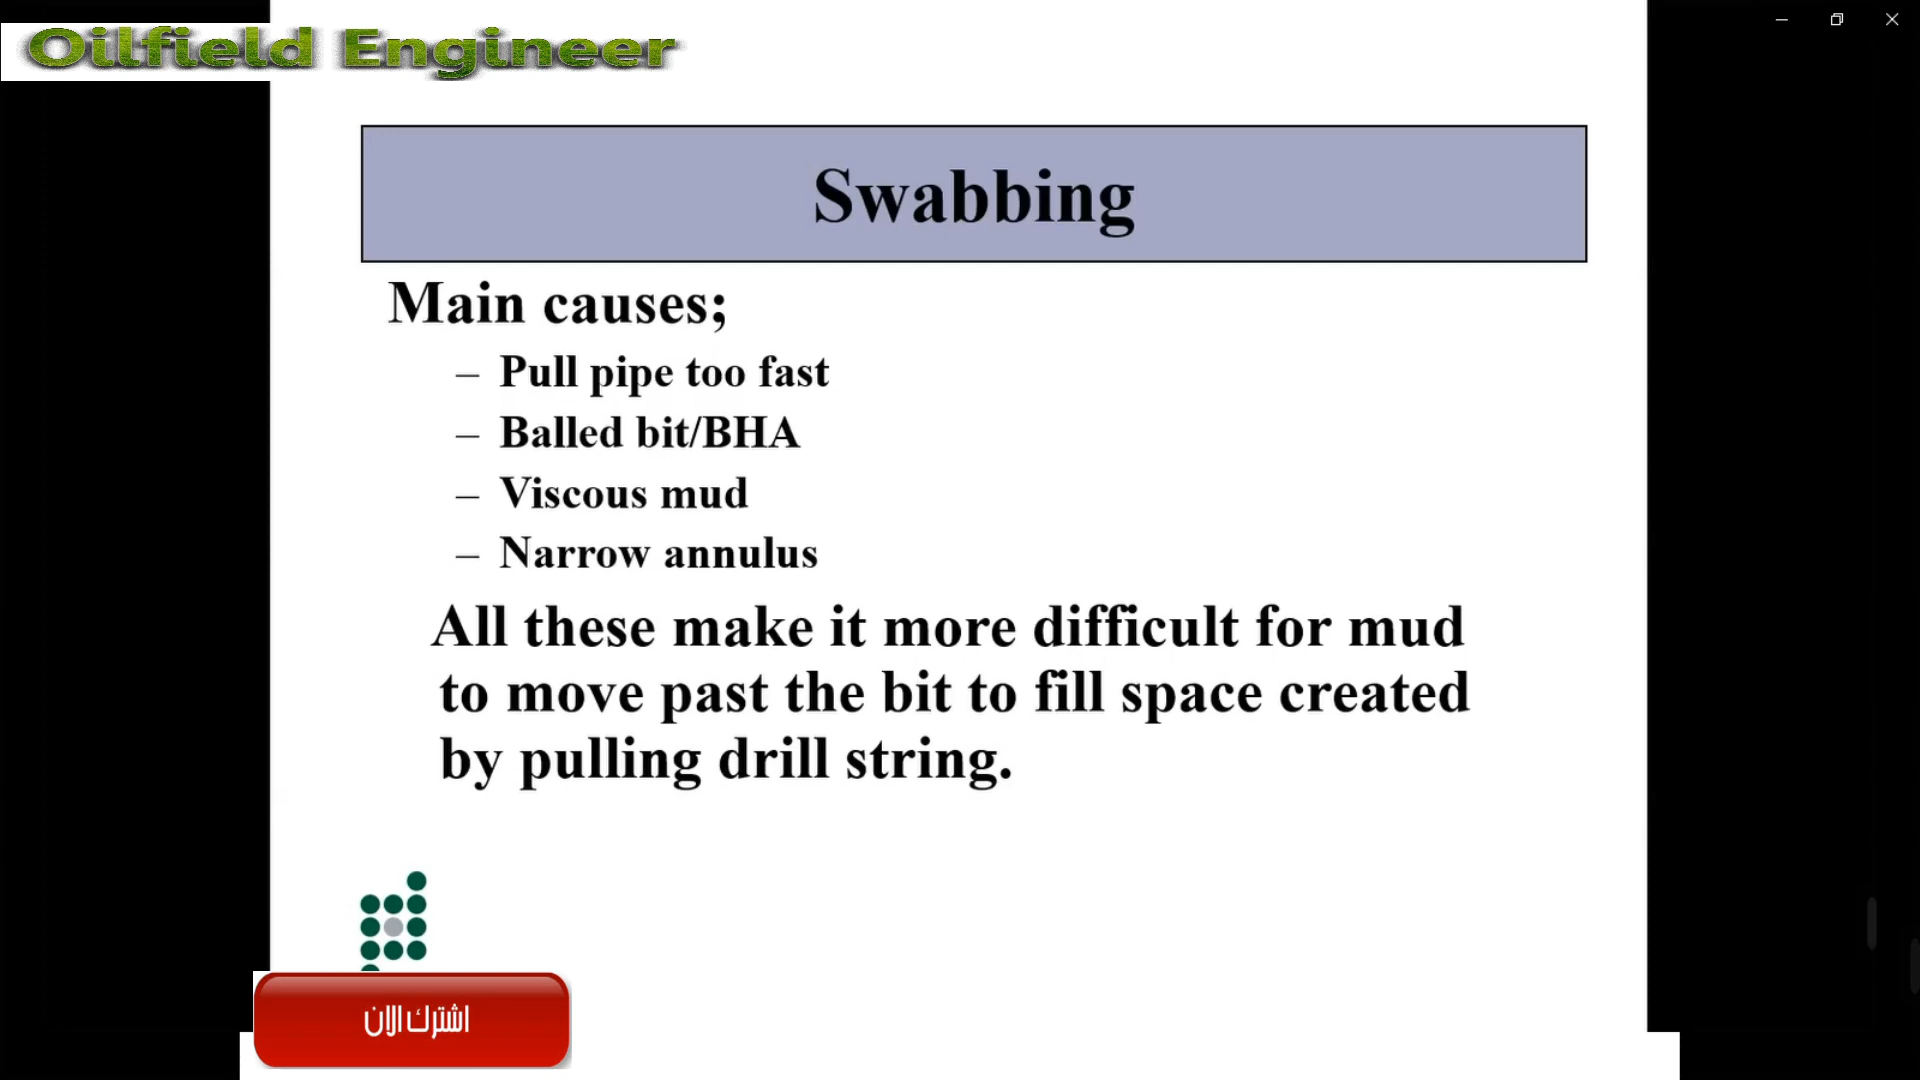 Oilfield Engineer
Swabbing
Main causes;
– Pull pipe too fast
– Balled bit/BHA
– Viscous mud
– Narrow annulus
All these make it more difficult for mud
to move past the bit to fill space created
by pulling drill string.
اشترك الان